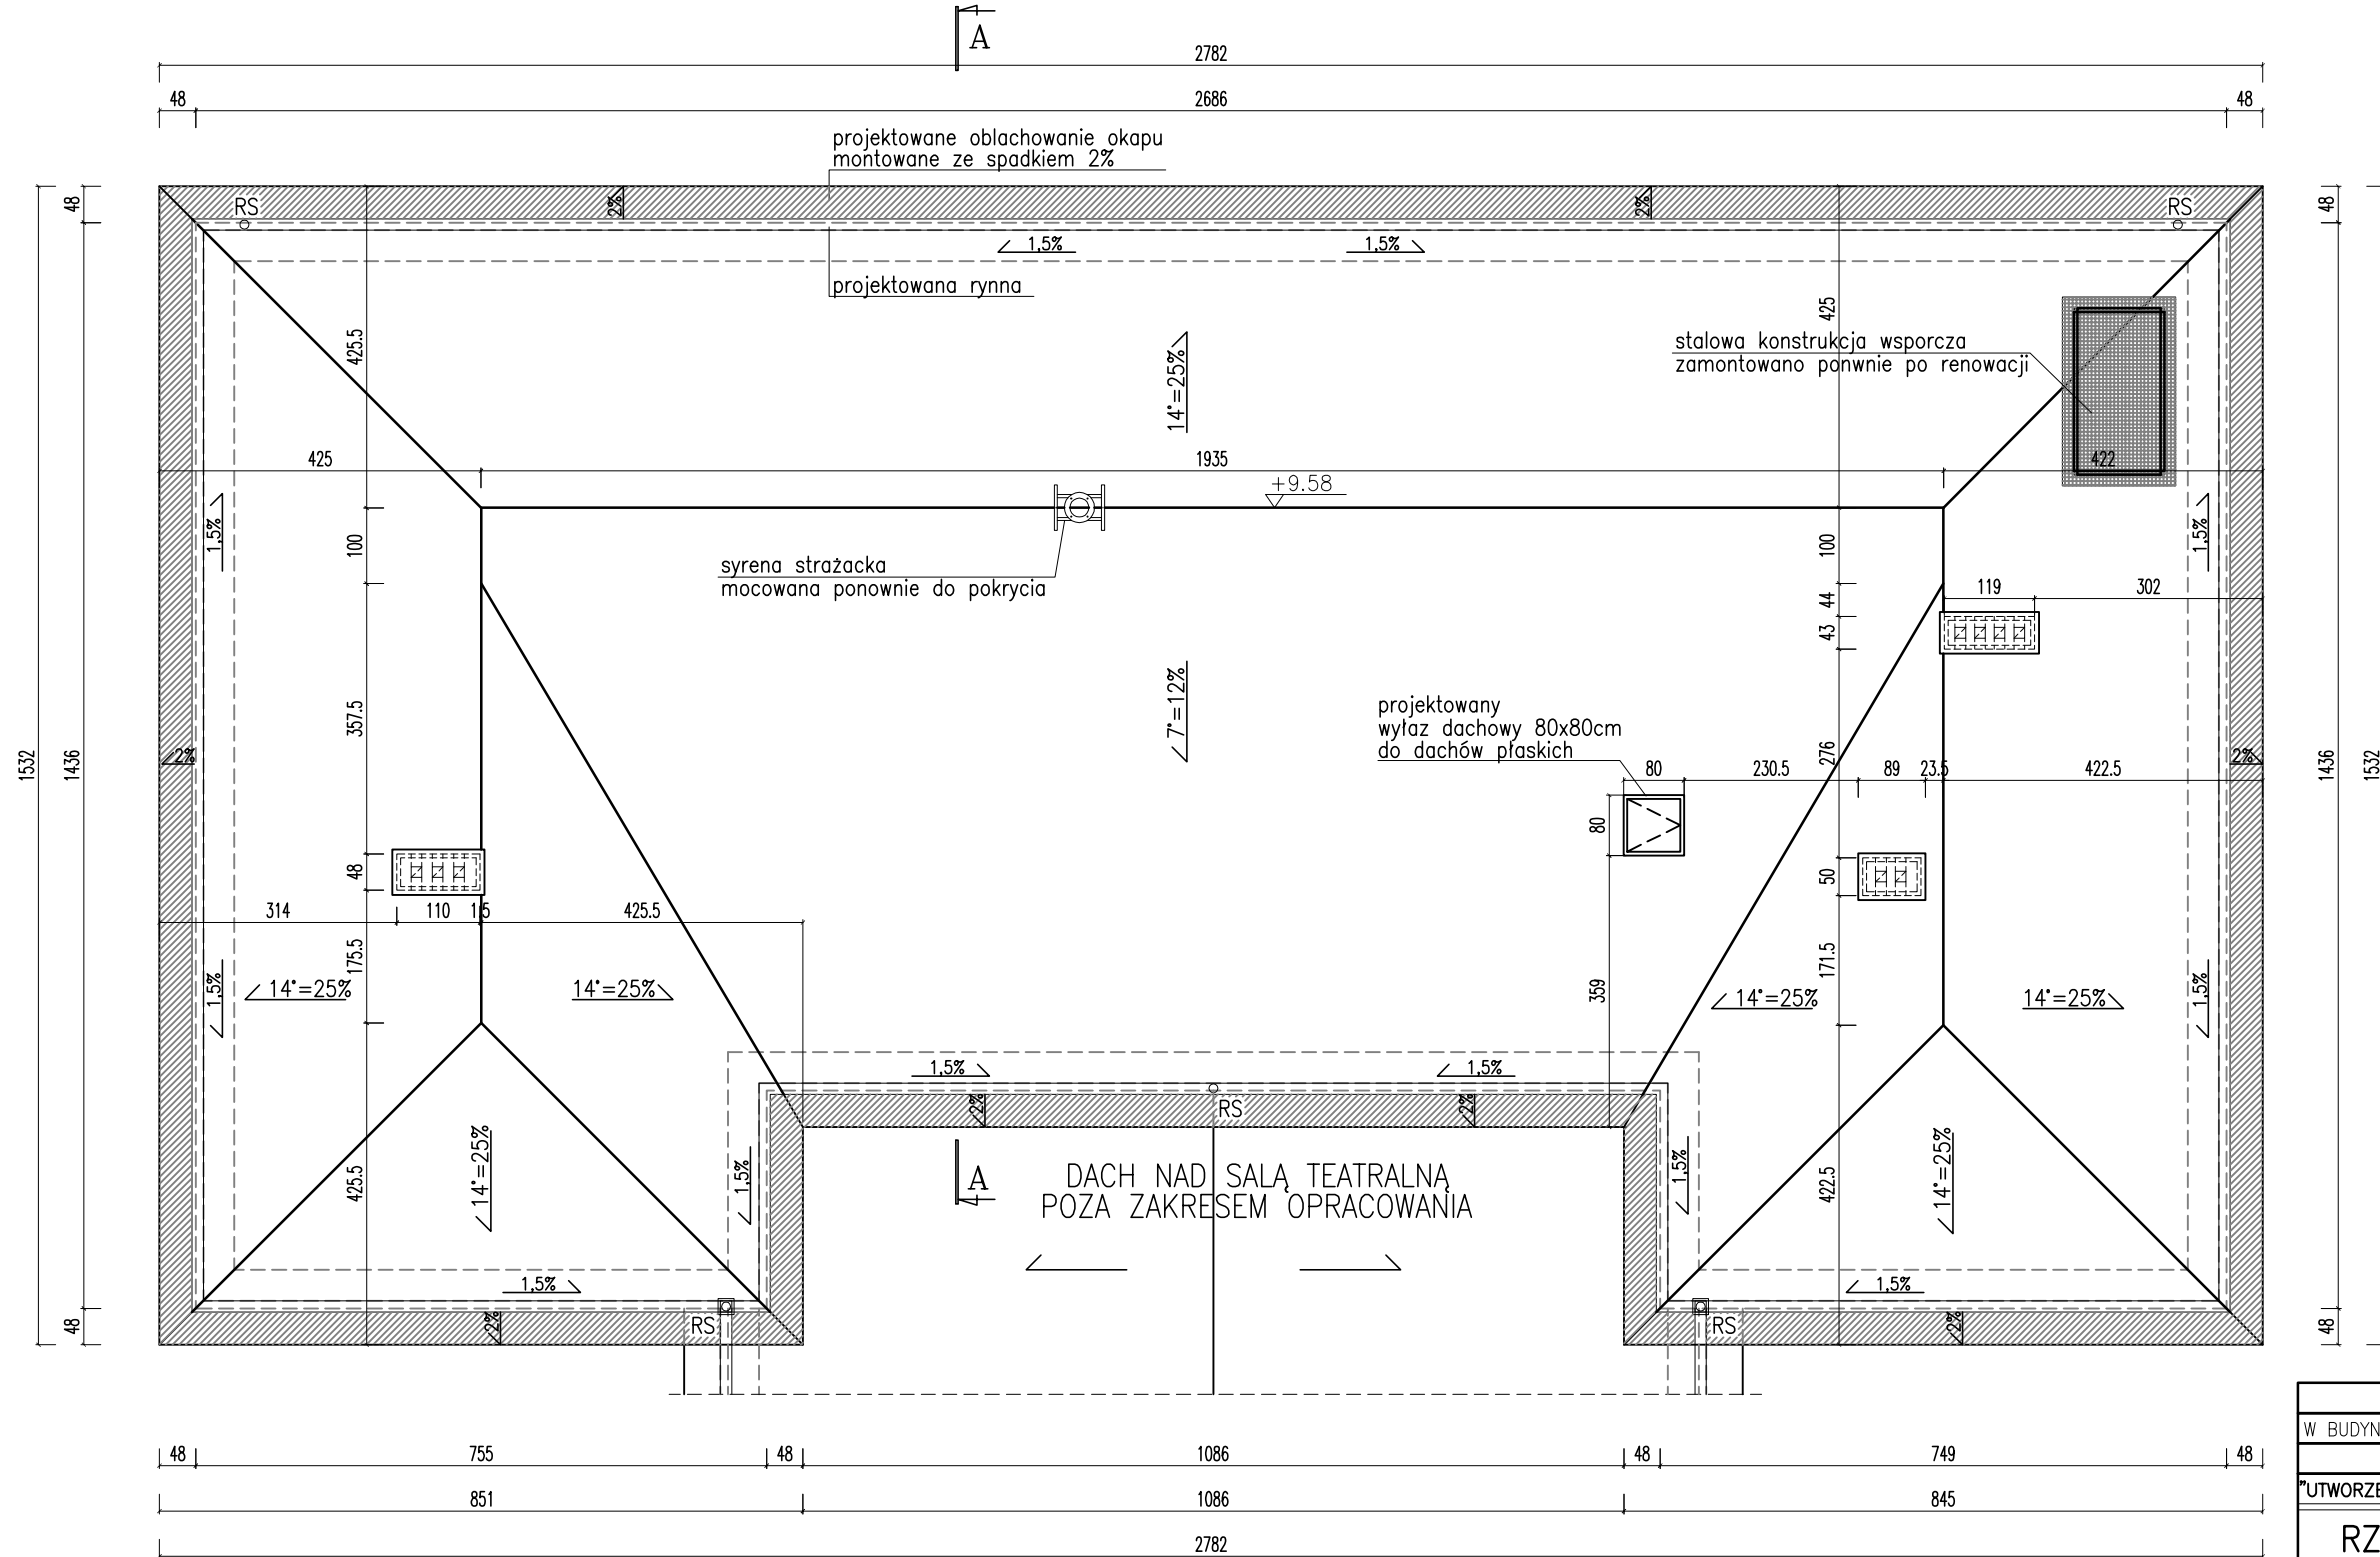 A
2782
48 2686 48
projektowane oblachowanie okapu
montowane ze spadkiem 2%
48 RS 2% 2% RS 48
1,5% 1,5%
projektowana rynna
425.5 14°=25% 425
stalowa konstrukcja wsporcza
zamontowano ponwnie po renowacji
425 1935 422
+9.58
1,5% 100 100 1,5%
syrena strażacka
mocowana ponownie do pokrycia
44 119 302
43
357.5 7°=12%
projektowany
wyłaz dachowy 80x80cm
do dachów płaskich
1532 1436 2% 276 2% 1436 1532
80 230.5 89 23.5 422.5
80
48 50
314 110 1.5 425.5
175.5 171.5
1,5% 14°=25% 14°=25% 359 14°=25% 14°=25% 1,5%
1,5% 1,5%
2% RS 2%
14°=25% 14°=25%
425.5 1,5% A 1,5% 422.5
DACH NAD SALĄ TEATRALNĄ
POZA ZAKRESEM OPRACOWANIA
1,5% 1,5%
48 2% RS RS 2% 48
W BUDYN
48 755 48 1086 48 749 48
851 1086 845
"UTWORZE
2782
RZ